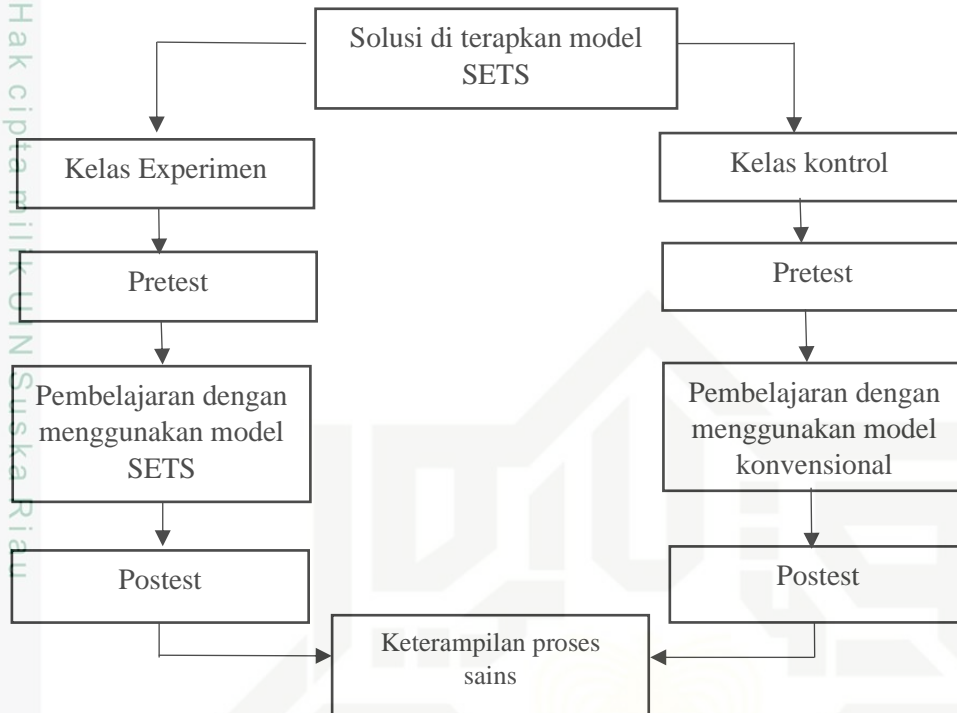 Hak cipta milik UIN Suska Riau
Solusi di terapkan model
SETS
Kelas Experimen
Kelas kontrol
Pretest
Pretest
Pembelajaran dengan
menggunakan model
SETS
Pembelajaran dengan
menggunakan model
konvensional
Postest
Postest
Keterampilan proses
sains